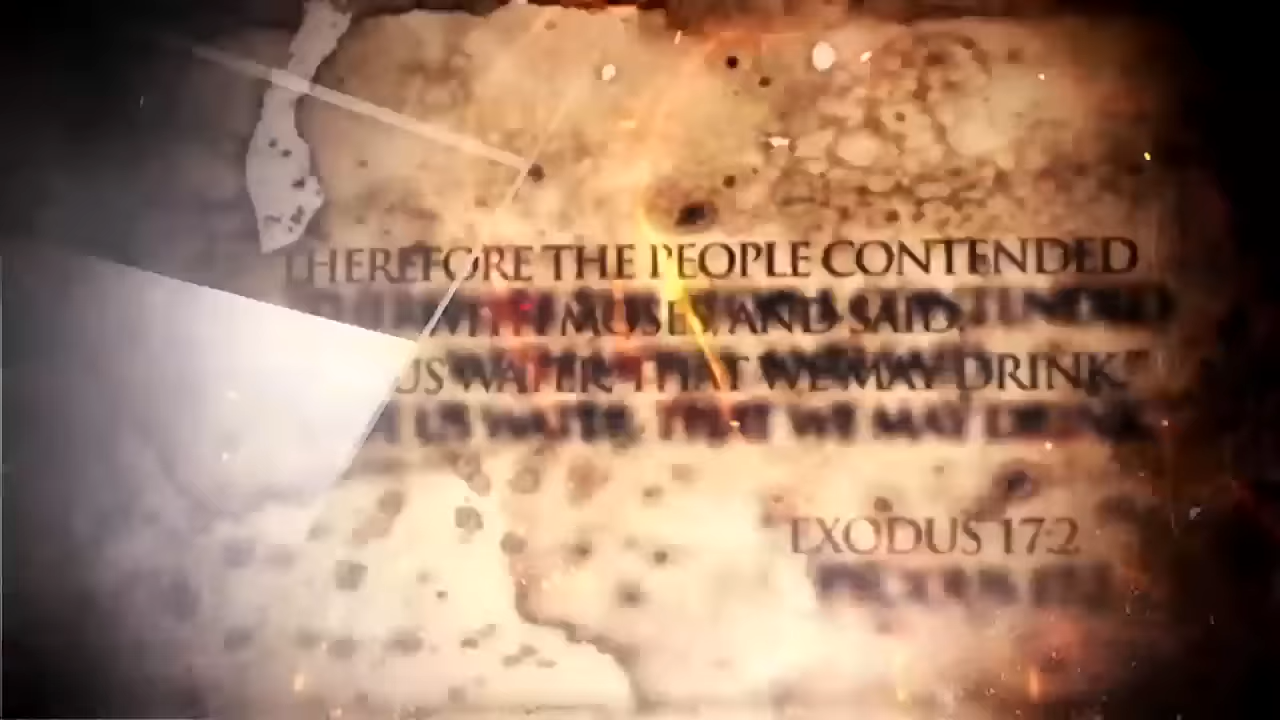 THEREFORE THE PEOPLE CONTENDED
WITH MOSES AND SAID,
US WATER THAT WE MAY DRINK."
EXODUS 17:2